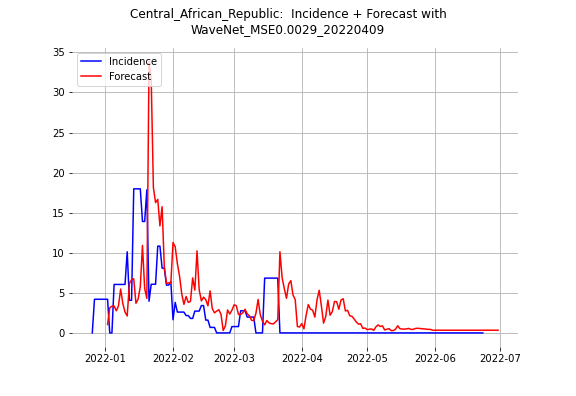 Central_African_Republic:  Incidence + Forecast with
WaveNet_MSE0.0029_20220409
35
30
25
20
15
10
5
0
Incidence
Forecast
2022-01 2022-02 2022-03 2022-04 2022-05 2022-06 2022-07